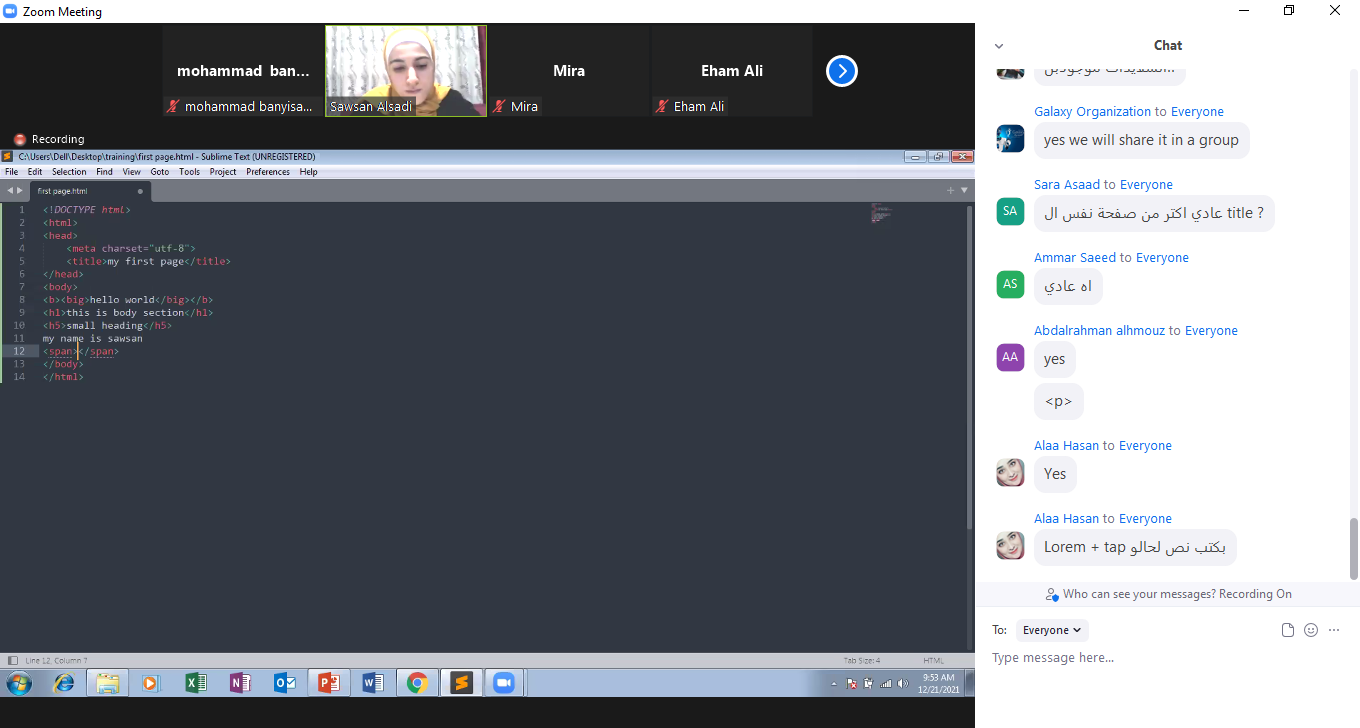 Zoom Meeting
mohammad ban...
mohammad banyisa...
Sawsan Alsadi
Mira
Mira
Eham Ali
Eham Ali
Recording
C:\Users\Dell\Desktop\training\first page.html - Sublime Text (UNREGISTERED)
File Edit Selection Find View Goto Tools Project Preferences Help
first page.html
1 <!DOCTYPE html>
2 <html>
3 <head>
4 <meta charset="utf-8">
5 <title>my first page</title>
6 </head>
7 <body>
8 <b><big>hello world</big></b>
9 <h1>this is body section</h1>
10 <h5>small heading</h5>
11 my name is sawsan
12 <span></span>
13 </body>
14 </html>
Line 12, Column 7
Tab Size: 4
HTML
9:53 AM
12/21/2021
Chat
Galaxy Organization to Everyone
yes we will share it in a group
Sara Asaad to Everyone
SA
عادي اكتر من صفحة نفس ال title ?
Ammar Saeed to Everyone
AS
اه عادي
Abdalrahman alhmouz to Everyone
AA
yes
<p>
Alaa Hasan to Everyone
Yes
Alaa Hasan to Everyone
Lorem + tap بكتب نص لحالو
Who can see your messages? Recording On
To: Everyone
Type message here...